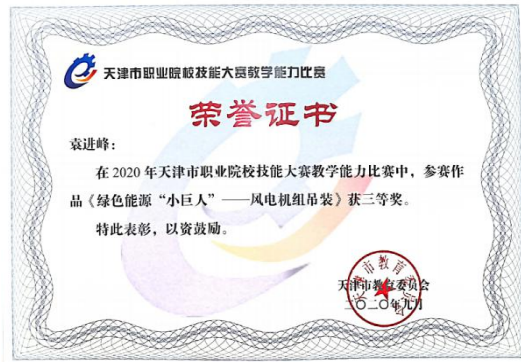 天津市职业院校技能大赛教学能力比赛
荣誉证书
袁进峰：
在 2020 年天津市职业院校技能大赛教学能力比赛中，参赛作
品《绿色能源“小巨人”——风电机组吊装》获三等奖。
特此表彰，以资鼓励。
天津市教育委员会
二〇二〇年九月